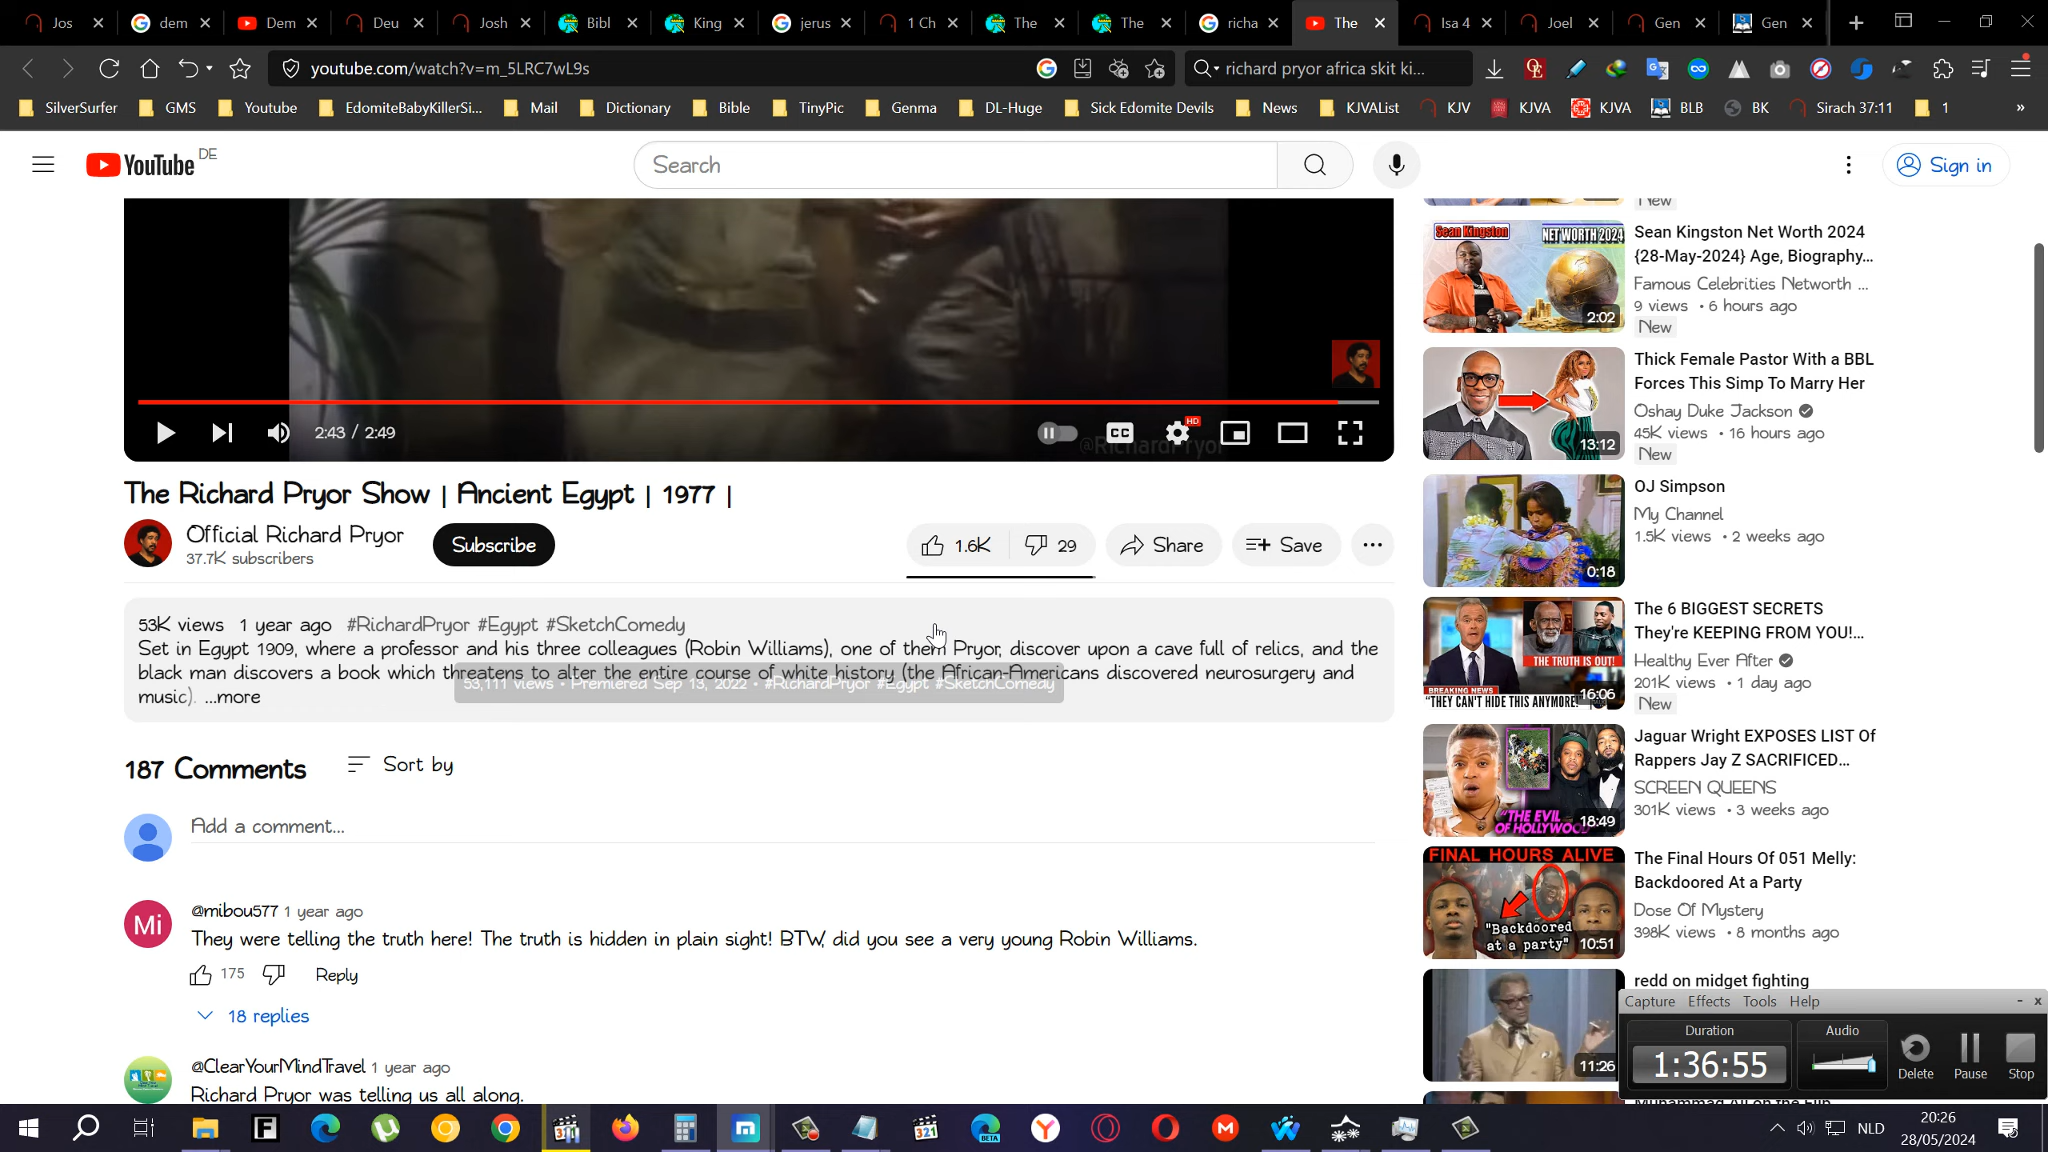 Jos
dem
Dem
Deu
Josh
Bibl
King
jerus
1 Ch
The
The
richa
The
Isa 4
Joel
Gen
Gen
youtube.com/watch?v=m_5LRC7wL9s
richard pryor africa skit ki...
SilverSurfer
GMS
Youtube
EdomiteBabyKillerSi...
Mail
Dictionary
Bible
TinyPic
Genma
DL-Huge
Sick Edomite Devils
News
KJVAList
KJV
KJVA
KJVA
BLB
BK
Sirach 37:11
1
»
YouTube DE
Search
Sign in
2:43 / 2:49
CC
HD
@RichardPryor
The Richard Pryor Show | Ancient Egypt | 1977 |
Official Richard Pryor
37.7K subscribers
Subscribe
1.6K
29
Share
Save
53K views 1 year ago #RichardPryor #Egypt #SketchComedy
Set in Egypt 1909, where a professor and his three colleagues (Robin Williams), one of them Pryor, discover upon a cave full of relics, and the
black man discovers a book which threatens to alter the entire course of white history (the African-Americans discovered neurosurgery and
music). ...more
53,111 views • Premiered Sep 13, 2022 • #RichardPryor #Egypt #SketchComedy
187 Comments
Sort by
Add a comment...
Mi
@mibou577 1 year ago
They were telling the truth here! The truth is hidden in plain sight! BTW, did you see a very young Robin Williams.
175
Reply
18 replies
@ClearYourMindTravel 1 year ago
Richard Pryor was telling us all along.
New
Sean Kingston
NET WORTH 2024
2:02
Sean Kingston Net Worth 2024
{28-May-2024} Age, Biography...
Famous Celebrities Networth ...
9 views • 6 hours ago
New
13:12
Thick Female Pastor With a BBL
Forces This Simp To Marry Her
Oshay Duke Jackson
45K views • 16 hours ago
New
0:18
OJ Simpson
My Channel
1.5K views • 2 weeks ago
THE TRUTH IS OUT!
BREAKING NEWS
"THEY CAN'T HIDE THIS ANYMORE!"
16:06
The 6 BIGGEST SECRETS
They're KEEPING FROM YOU!...
Healthy Ever After
201K views • 1 day ago
New
"THE EVIL
OF HOLLYWOOD
18:49
Jaguar Wright EXPOSES LIST Of
Rappers Jay Z SACRIFICED...
SCREEN QUEENS
301K views • 3 weeks ago
FINAL HOURS ALIVE
"Backdoored
at a party"
10:51
The Final Hours Of 051 Melly:
Backdoored At a Party
Dose Of Mystery
398K views • 8 months ago
11:26
redd on midget fighting
Capture Effects Tools Help
Duration
1:36:55
Audio
Delete
Pause
Stop
Muhammad Ali on the Flip
321
BETA
NLD
20:26
28/05/2024